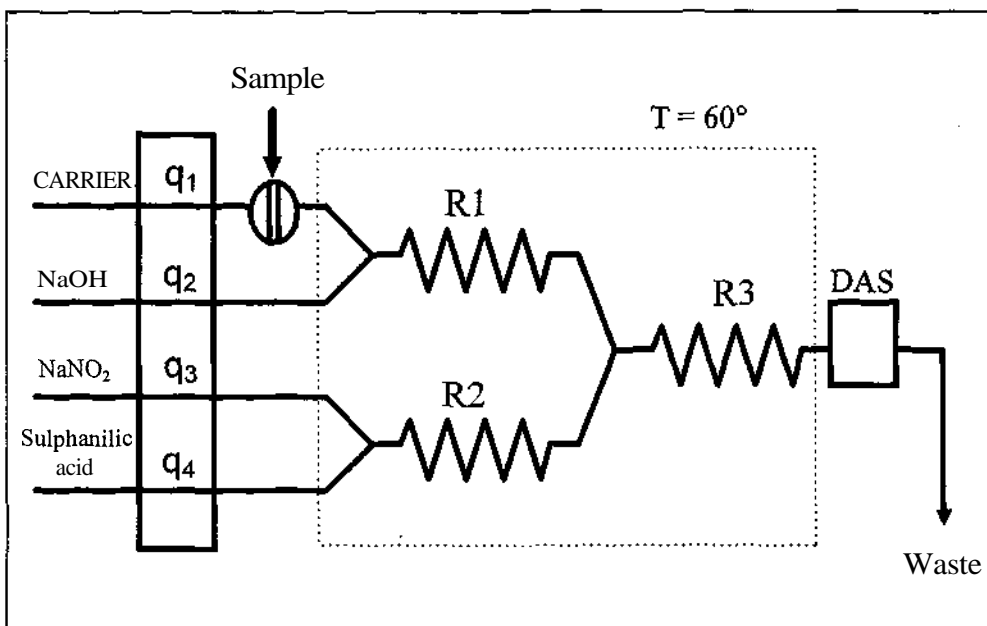 Sample
T = 60°
CARRIER
q₁
R1
NaOH
q₂
R3
DAS
NaNO₂
q₃
R2
Sulphanilic
acid
q₄
Waste